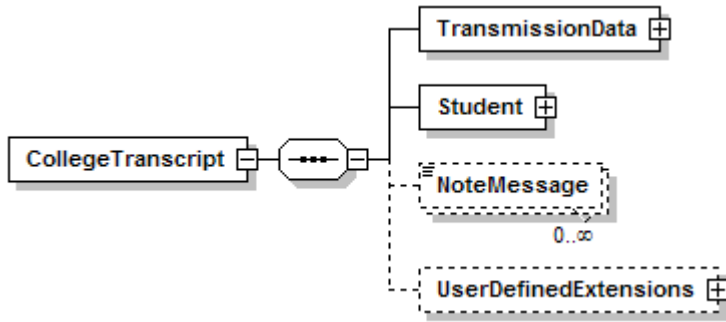 TransmissionData
Student
CollegeTranscript
NoteMessage
0..∞
UserDefinedExtensions